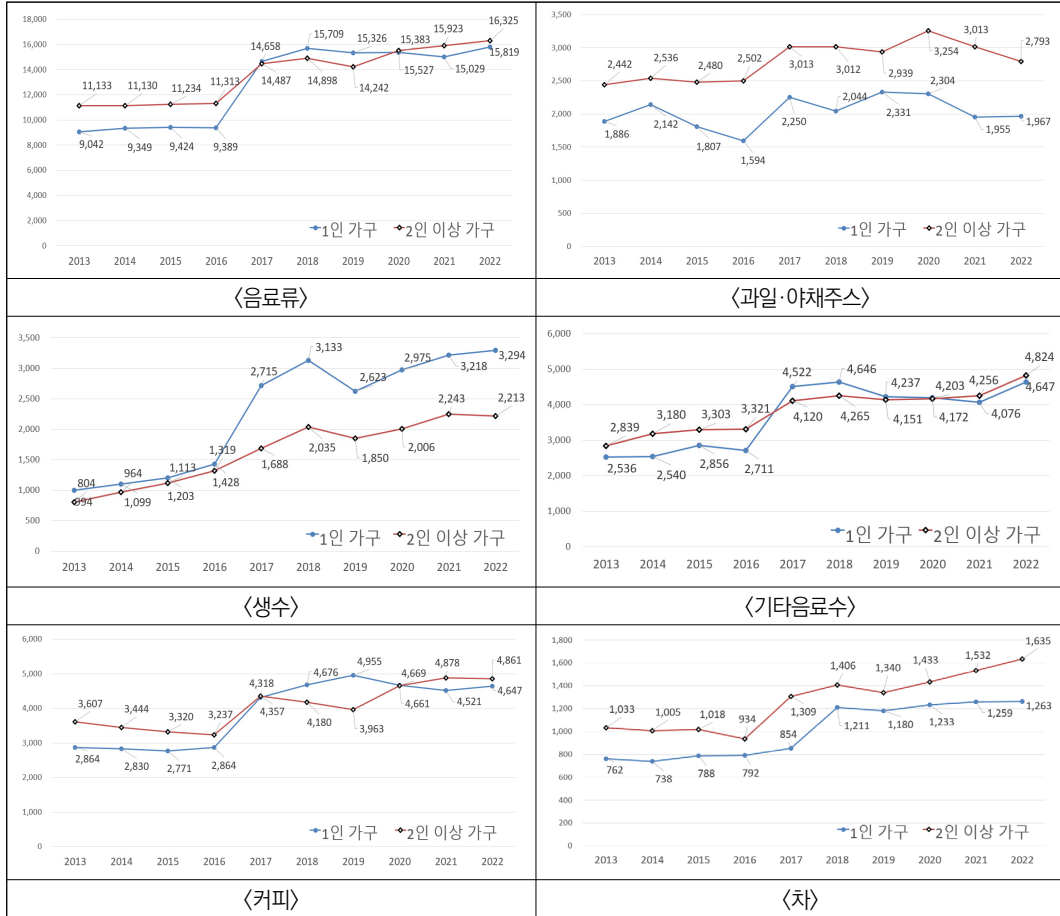 18,000
16,000
14,000
12,000
10,000
8,000
6,000
4,000
2,000
0
11,133 11,130 11,234 11,313 14,658 15,709 15,326 15,383 15,923 16,325
9,042 9,349 9,424 9,389 14,487 14,898 14,242 15,527 15,029 15,819
1인 가구 2인 이상 가구
2013 2014 2015 2016 2017 2018 2019 2020 2021 2022
〈음료류〉
3,500
3,000
2,500
2,000
1,500
1,000
500
0
2,442 2,536 2,480 2,502 3,013 3,012 2,939 3,254 3,013 2,793
1,886 2,142 1,807 1,594 2,250 2,044 2,331 2,304 1,955 1,967
1인 가구 2인 이상 가구
2013 2014 2015 2016 2017 2018 2019 2020 2021 2022
〈과일·야채주스〉
3,500
3,000
2,500
2,000
1,500
1,000
500
0
804 964 1,113 1,319 2,715 3,133 2,623 2,975 3,218 3,294
994 1,099 1,203 1,428 1,688 2,035 1,850 2,006 2,243 2,213
1인 가구 2인 이상 가구
2013 2014 2015 2016 2017 2018 2019 2020 2021 2022
〈생수〉
6,000
5,000
4,000
3,000
2,000
1,000
0
2,839 3,180 3,303 3,321 4,522 4,646 4,237 4,203 4,256 4,824
2,536 2,540 2,856 2,711 4,120 4,265 4,151 4,172 4,076 4,647
1인 가구 2인 이상 가구
2013 2014 2015 2016 2017 2018 2019 2020 2021 2022
〈기타음료수〉
6,000
5,000
4,000
3,000
2,000
1,000
0
3,607 3,444 3,320 3,237 4,318 4,676 4,955 4,669 4,878 4,861
2,864 2,830 2,771 2,864 4,357 4,180 3,963 4,661 4,521 4,647
1인 가구 2인 이상 가구
2013 2014 2015 2016 2017 2018 2019 2020 2021 2022
〈커피〉
1,800
1,600
1,400
1,200
1,000
800
600
400
200
0
1,033 1,005 1,018 934 1,309 1,406 1,340 1,433 1,532 1,635
762 738 788 792 854 1,211 1,180 1,233 1,259 1,263
1인 가구 2인 이상 가구
2013 2014 2015 2016 2017 2018 2019 2020 2021 2022
〈차〉